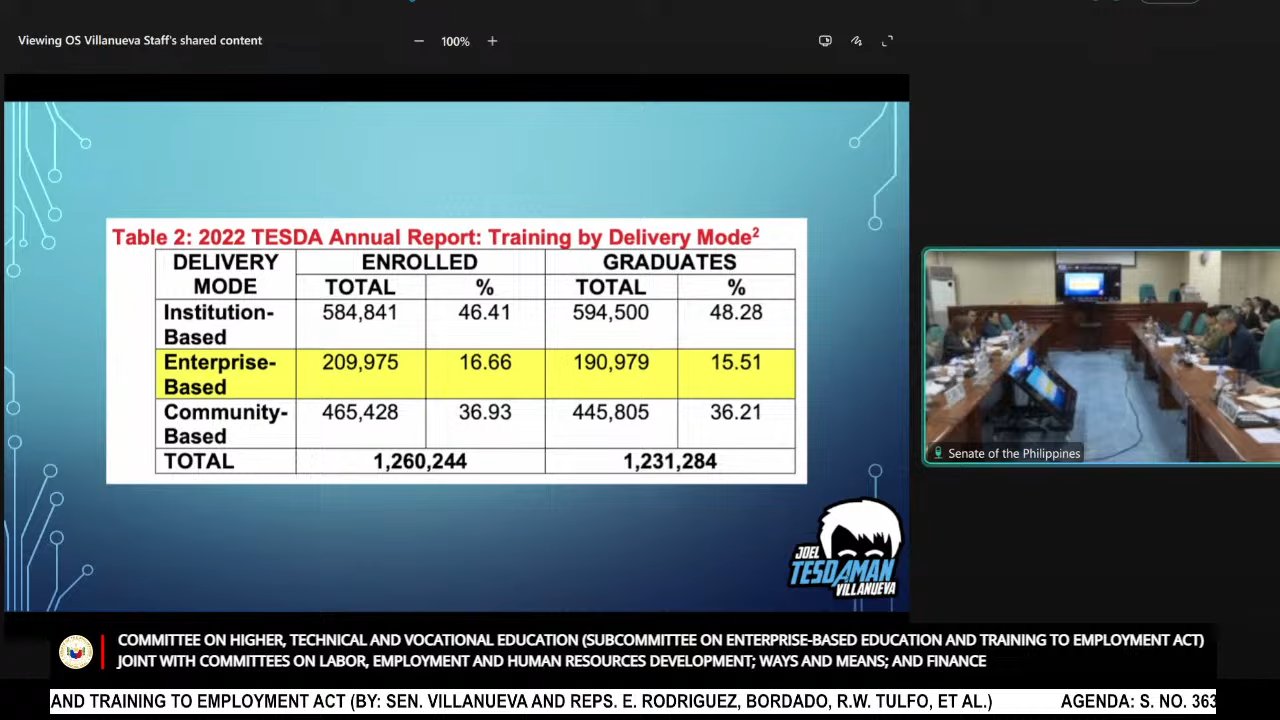 Viewing OS Villanueva Staff's shared content
− 100% +
Table 2: 2022 TESDA Annual Report: Training by Delivery Mode2
DELIVERY MODE ENROLLED GRADUATES
TOTAL % TOTAL %
Institution-Based 584,841 46.41 594,500 48.28
Enterprise-Based 209,975 16.66 190,979 15.51
Community-Based 465,428 36.93 445,805 36.21
TOTAL 1,260,244 1,231,284
JOEL
TESDAMAN
VILLANUEVA
Senate of the Philippines
COMMITTEE ON HIGHER, TECHNICAL AND VOCATIONAL EDUCATION (SUBCOMMITTEE ON ENTERPRISE-BASED EDUCATION AND TRAINING TO EMPLOYMENT ACT)
JOINT WITH COMMITTEES ON LABOR, EMPLOYMENT AND HUMAN RESOURCES DEVELOPMENT; WAYS AND MEANS; AND FINANCE
AND TRAINING TO EMPLOYMENT ACT (BY: SEN. VILLANUEVA AND REPS. E. RODRIGUEZ, BORDADO, R.W. TULFO, ET AL.) AGENDA: S. NO. 363